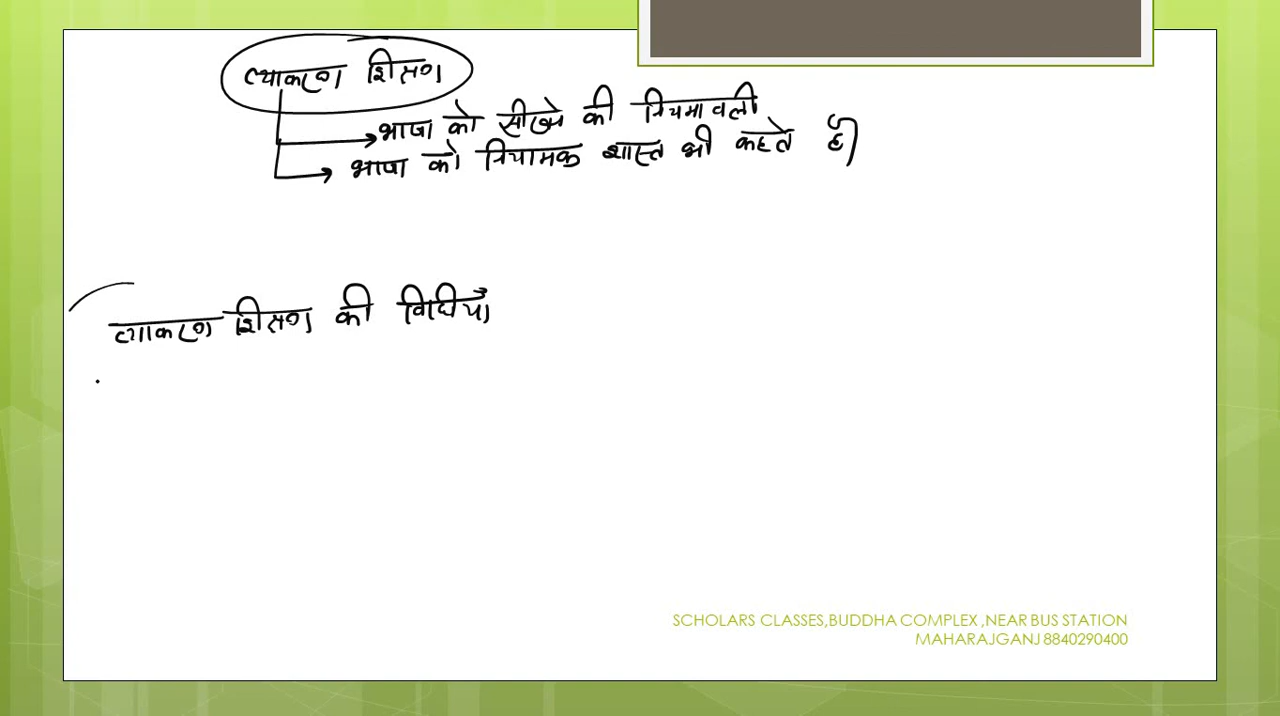 व्याकरण शिक्षण
भाषा को सीखने की नियमावली
भाषा को नियामक शास्त्र भी कहते है।
व्याकरण शिक्षण की विधियाँ
SCHOLARS CLASSES,BUDDHA COMPLEX ,NEAR BUS STATION
MAHARAJGANJ 8840290400